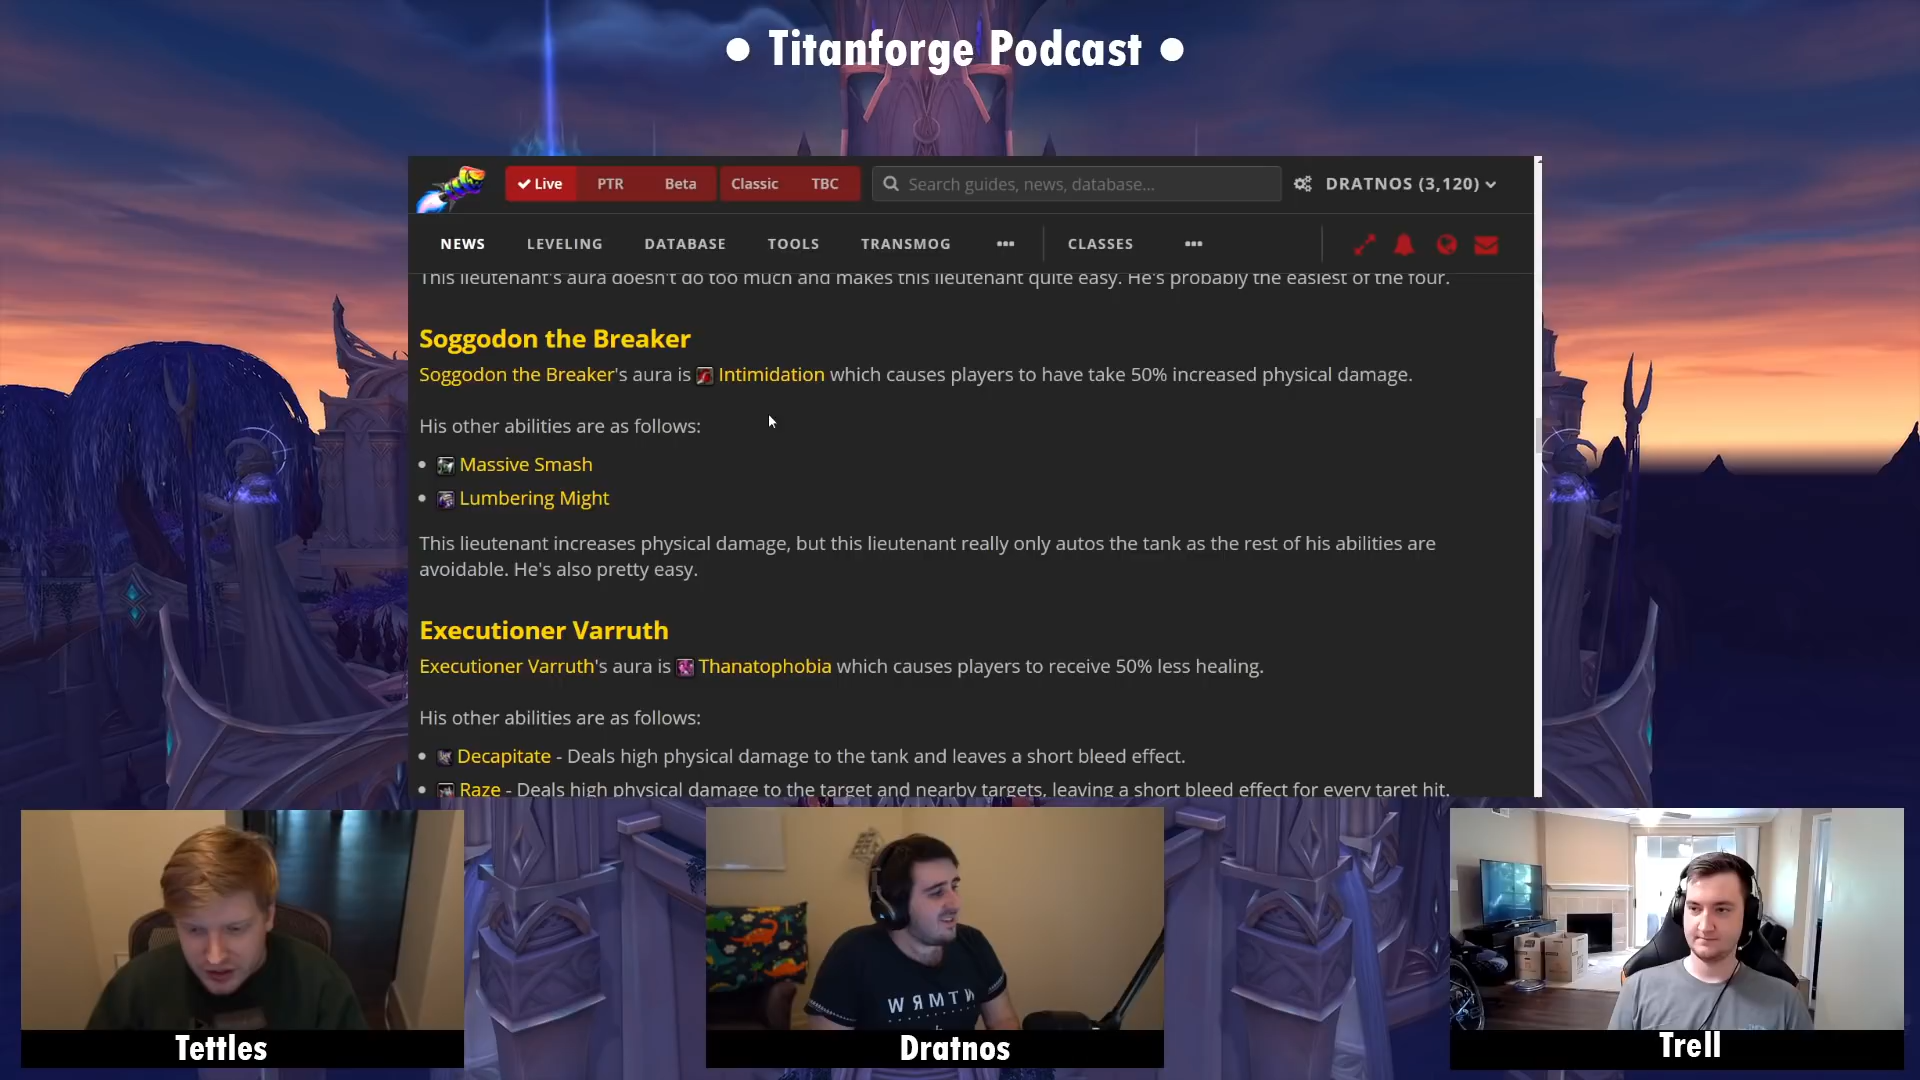 • Titanforge Podcast •
Live PTR Beta Classic TBC Search guides, news, database... DRATNOS (3,120)
NEWS LEVELING DATABASE TOOLS TRANSMOG ••• CLASSES •••
This lieutenant's aura doesn't do too much and makes this lieutenant quite easy. He's probably the easiest of the four.
Soggodon the Breaker
Soggodon the Breaker's aura is Intimidation which causes players to have take 50% increased physical damage.
His other abilities are as follows:
• Massive Smash
• Lumbering Might
This lieutenant increases physical damage, but this lieutenant really only autos the tank as the rest of his abilities are
avoidable. He's also pretty easy.
Executioner Varruth
Executioner Varruth's aura is Thanatophobia which causes players to receive 50% less healing.
His other abilities are as follows:
• Decapitate - Deals high physical damage to the tank and leaves a short bleed effect.
• Raze - Deals high physical damage to the target and nearby targets, leaving a short bleed effect for every taret hit.
Tettles
Dratnos
Trell